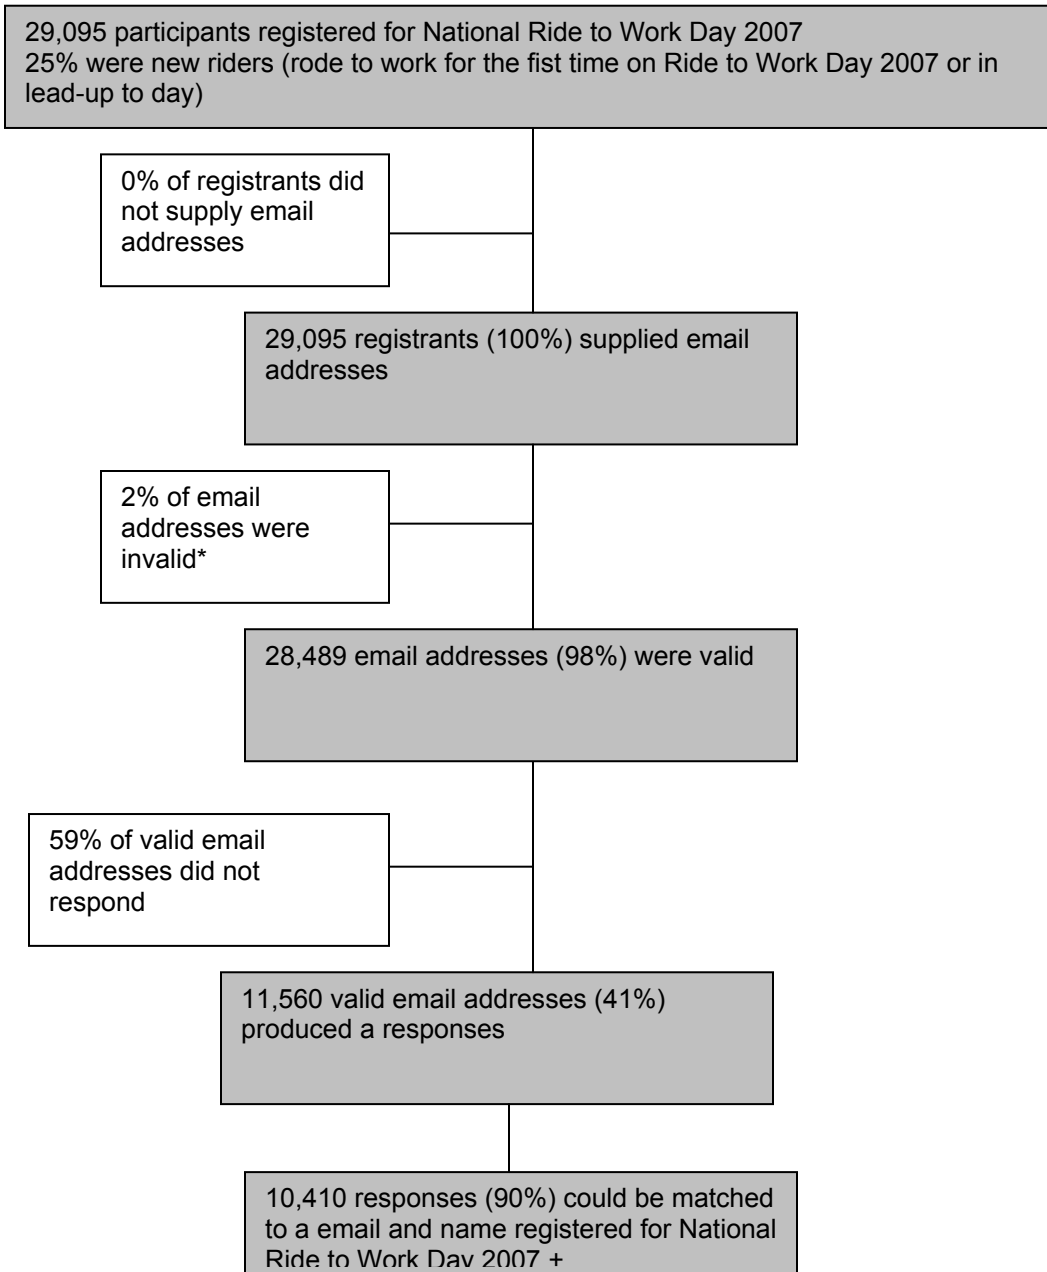 29,095 participants registered for National Ride to Work Day 2007
25% were new riders (rode to work for the fist time on Ride to Work Day 2007 or in
lead-up to day)
0% of registrants did
not supply email
addresses
29,095 registrants (100%) supplied email
addresses
2% of email
addresses were
invalid*
28,489 email addresses (98%) were valid
59% of valid email
addresses did not
respond
11,560 valid email addresses (41%)
produced a responses
10,410 responses (90%) could be matched
to a email and name registered for National
Ride to Work Day 2007 +